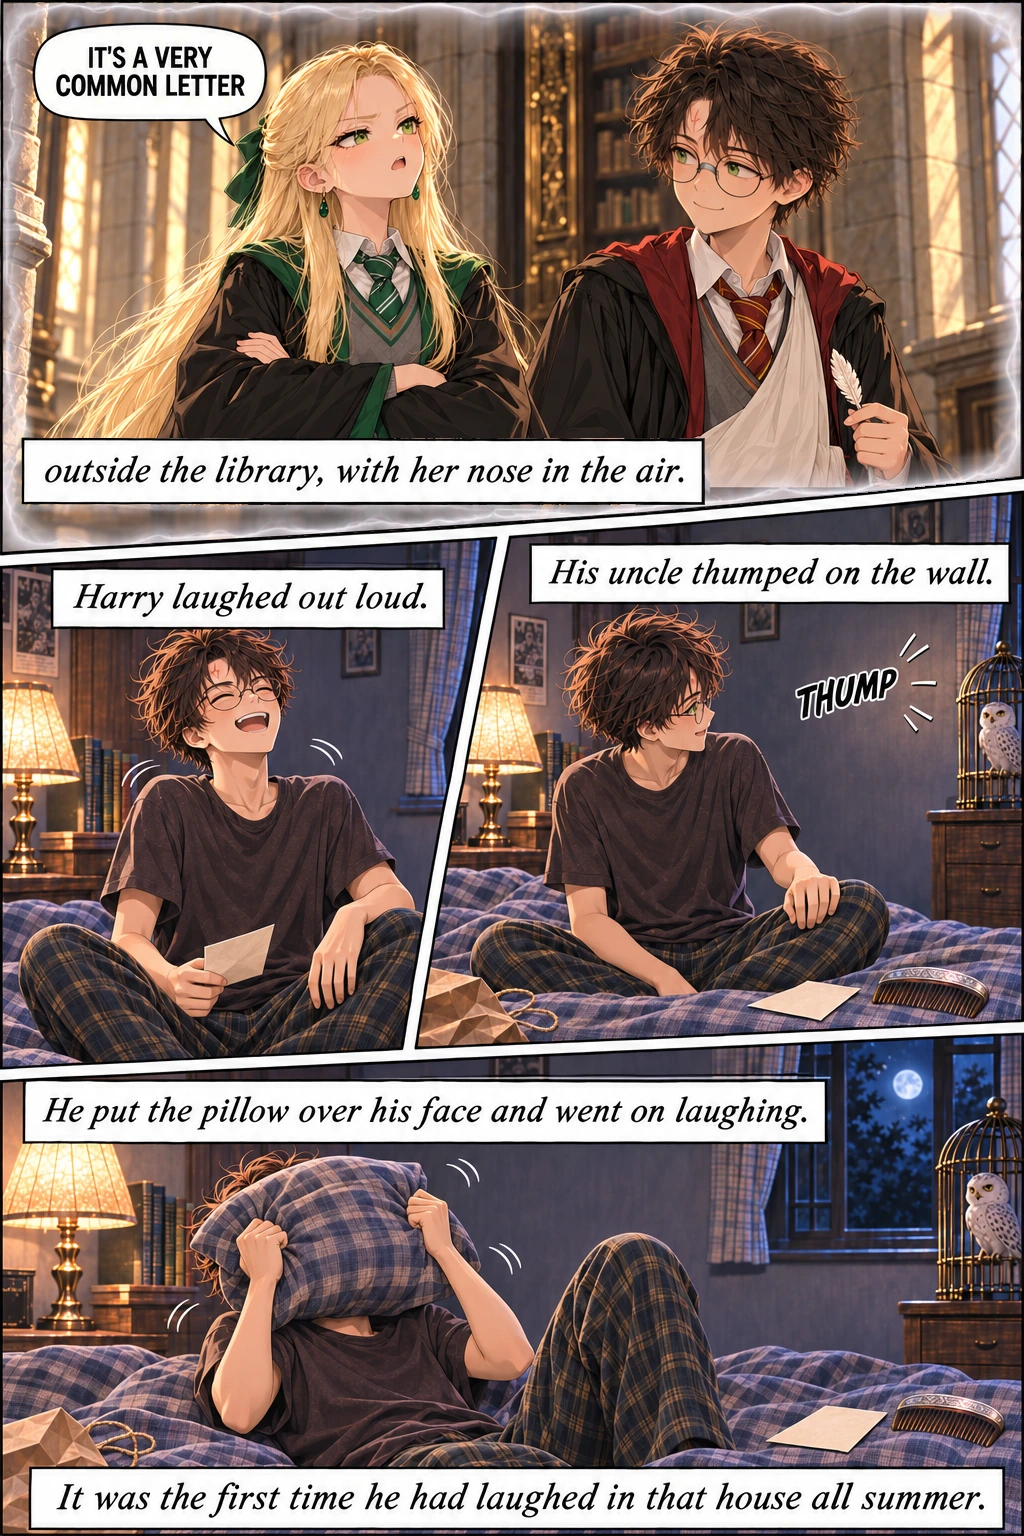 IT'S A VERY
COMMON LETTER
outside the library, with her nose in the air.
Harry laughed out loud.
His uncle thumped on the wall.
THUMP
He put the pillow over his face and went on laughing.
It was the first time he had laughed in that house all summer.